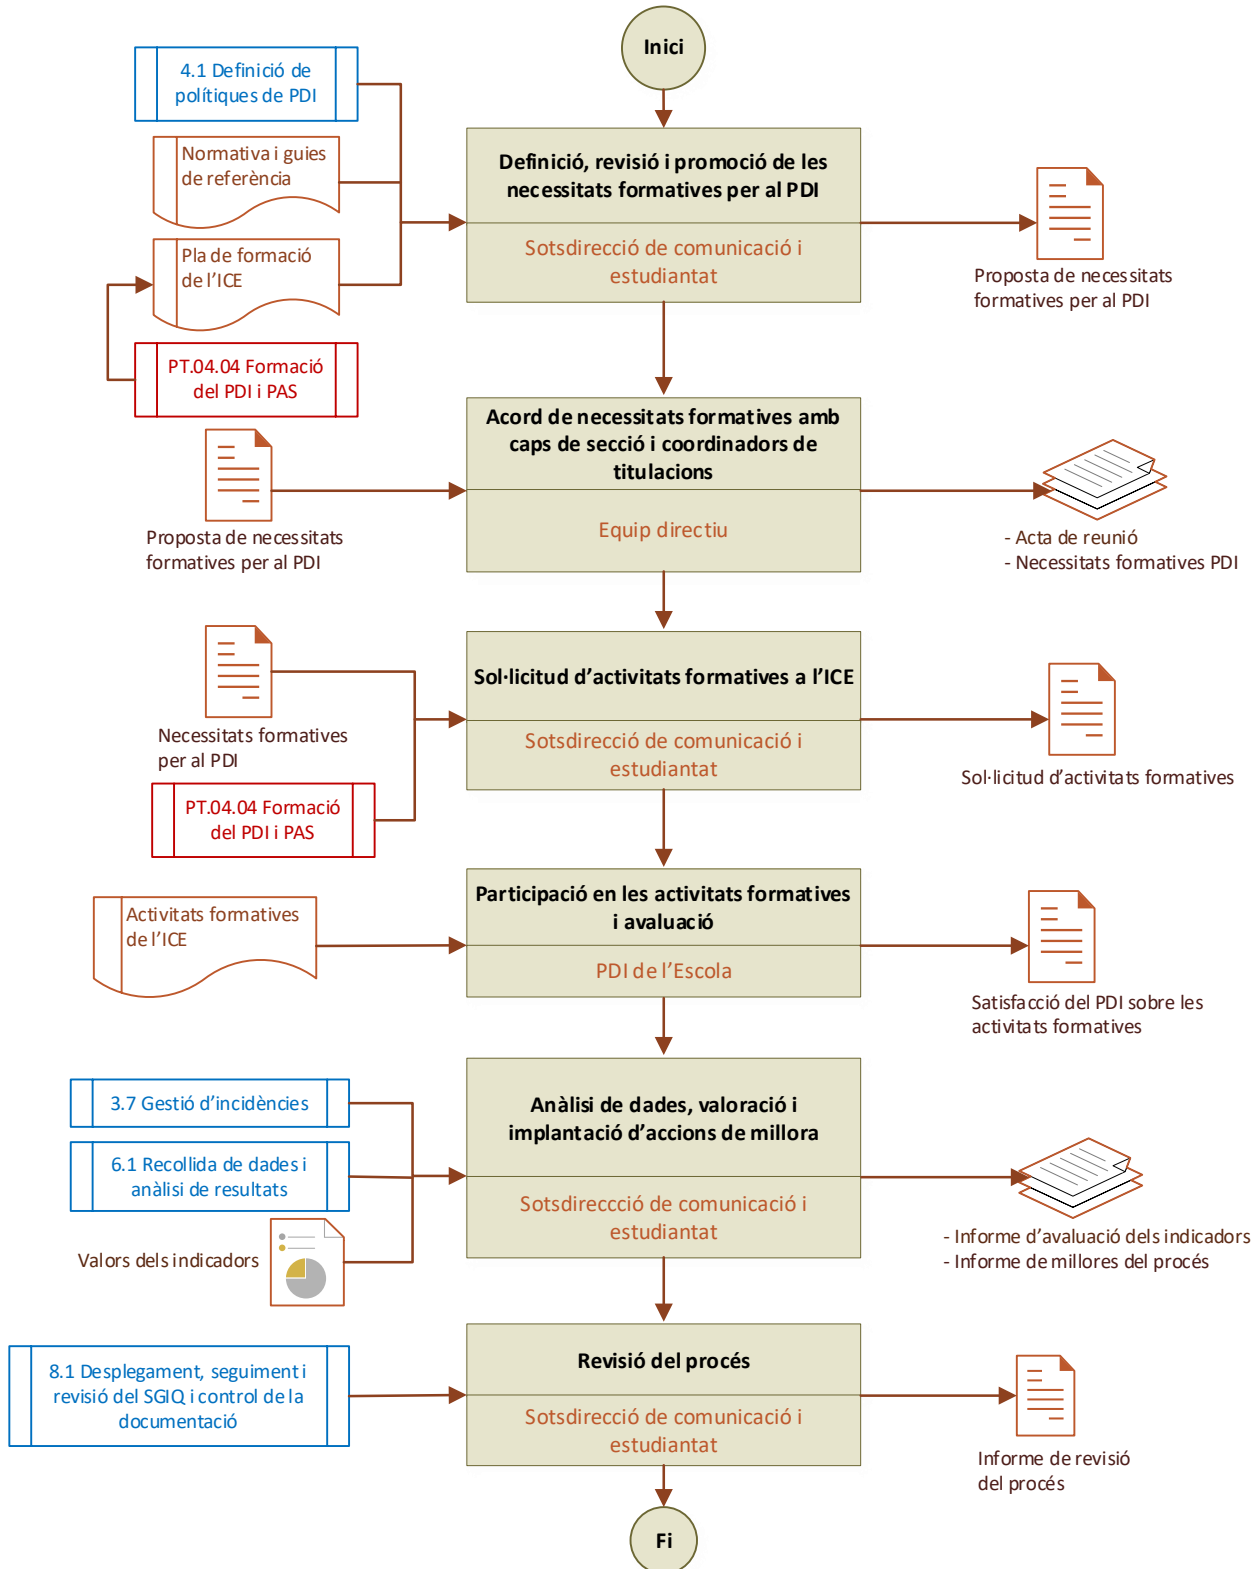 Inici
4.1 Definició de
polítiques de PDI
Normativa i guies
de referència
Pla de formació
de l'ICE
PT.04.04 Formació
del PDI i PAS
Definició, revisió i promoció de les
necessitats formatives per al PDI
Sotsdirecció de comunicació i
estudiantat
Proposta de necessitats
formatives per al PDI
Proposta de necessitats
formatives per al PDI
Acord de necessitats formatives amb
caps de secció i coordinadors de
titulacions
Equip directiu
- Acta de reunió
- Necessitats formatives PDI
Necessitats formatives
per al PDI
PT.04.04 Formació
del PDI i PAS
Sol·licitud d'activitats formatives a l'ICE
Sotsdirecció de comunicació i
estudiantat
Sol·licitud d'activitats formatives
Activitats formatives
de l'ICE
Participació en les activitats formatives
i avaluació
PDI de l'Escola
Satisfacció del PDI sobre les
activitats formatives
3.7 Gestió d'incidències
6.1 Recollida de dades i
anàlisi de resultats
Valors dels indicadors
Anàlisi de dades, valoració i
implantació d'accions de millora
Sotsdireccció de comunicació i
estudiantat
- Informe d'avaluació dels indicadors
- Informe de millores del procés
8.1 Desplegament, seguiment i
revisió del SGIQ i control de la
documentació
Revisió del procés
Sotsdirecció de comunicació i
estudiantat
Informe de revisió
del procés
Fi